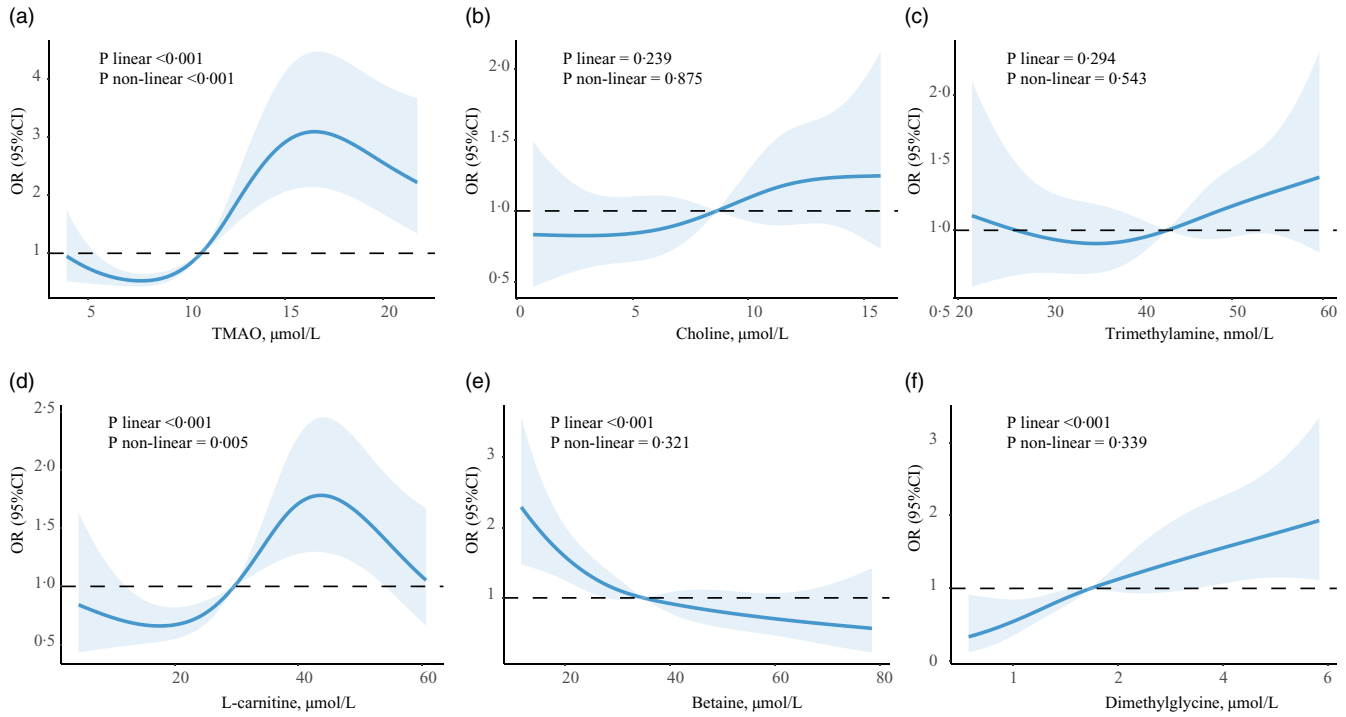 (a)
P linear <0·001
P non-linear <0·001
OR (95%CI)
4
3
2
1
5
10
15
20
TMAO, μmol/L
(b)
P linear = 0·239
P non-linear = 0·875
OR (95%CI)
2·0
1·5
1·0
0·5
0
5
10
15
Choline, μmol/L
(c)
P linear = 0·294
P non-linear = 0·543
OR (95%CI)
2·0
1·5
1·0
0·5
20
30
40
50
60
Trimethylamine, nmol/L
(d)
P linear <0·001
P non-linear = 0·005
OR (95%CI)
2·5
2·0
1·5
1·0
0·5
20
40
60
L-carnitine, μmol/L
(e)
P linear <0·001
P non-linear = 0·321
OR (95%CI)
3
2
1
20
40
60
80
Betaine, μmol/L
(f)
P linear <0·001
P non-linear = 0·339
OR (95%CI)
3
2
1
0
1
2
4
6
Dimethylglycine, μmol/L